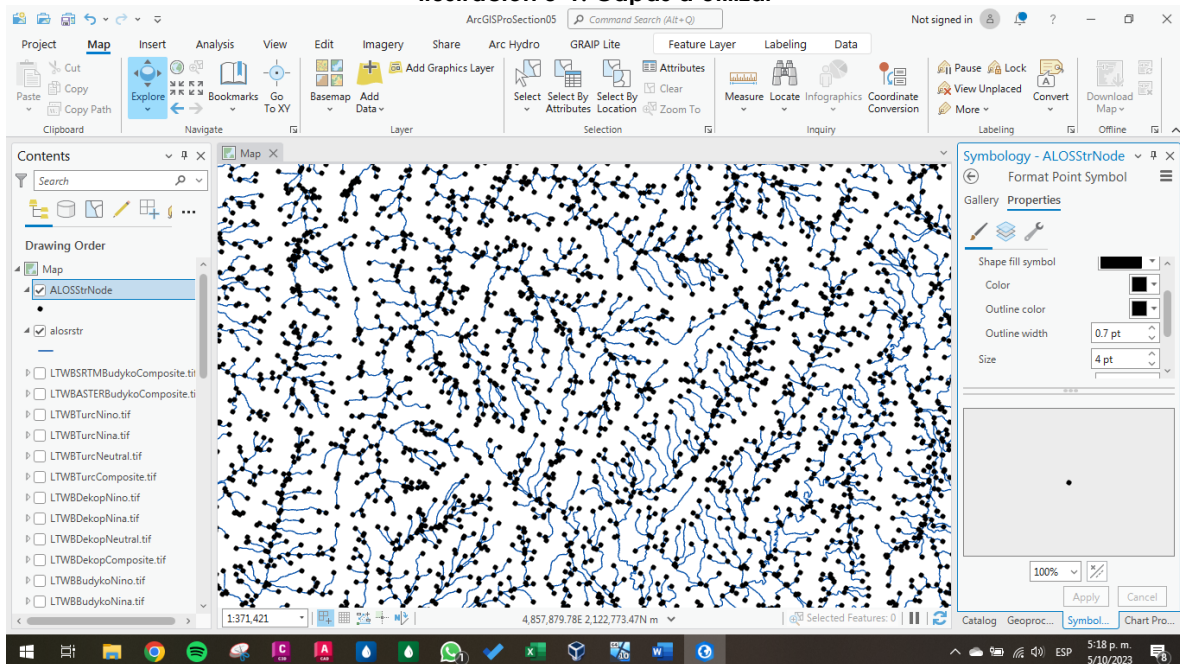 ArcGISProSection05
Command Search (Alt+Q)
Not signed in
?
Project Map Insert Analysis View Edit Imagery Share Arc Hydro GRAIP Lite Feature Layer Labeling Data
Paste
Cut
Copy
Copy Path
Clipboard
Explore
Bookmarks
Go To XY
Navigate
Basemap
Add Data
Add Graphics Layer
Layer
Select
Select By Attributes
Select By Location
Attributes
Clear
Zoom To
Selection
Measure
Locate
Infographics
Coordinate Conversion
Inquiry
Pause
Lock
View Unplaced
More
Convert
Labeling
Download Map
Offline
Contents
Search
Drawing Order
Map
ALOSStrNode
alosrstr
LTWBSRTMBudykoComposite.tif
LTWBASTERBudykoComposite.ti
LTWBTurcNino.tif
LTWBTurcNina.tif
LTWBTurcNeutral.tif
LTWBTurcComposite.tif
LTWBDekopNino.tif
LTWBDekopNina.tif
LTWBDekopNeutral.tif
LTWBDekopComposite.tif
LTWBBudykoNino.tif
LTWBBudykoNina.tif
Map
1:371,421
4,857,879.78E 2,122,773.47N m
Selected Features: 0
Symbology - ALOSStrNode
Format Point Symbol
Gallery Properties
Shape fill symbol
Color
Outline color
Outline width 0.7 pt
Size 4 pt
100%
Apply Cancel
Catalog Geoproc... Symbol... Chart Pro...
ESP
5:18 p. m.
5/10/2023